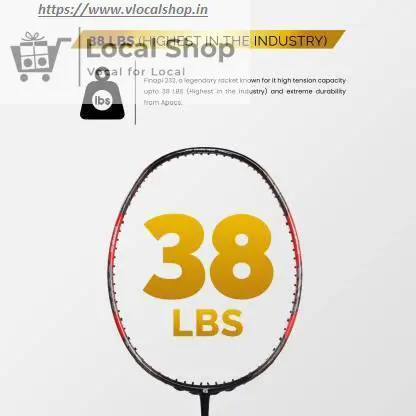 https://www.vlocalshop.in
38 LBS (HIGHEST IN THE INDUSTRY)
Local Shop
Vocal for Local
lbs
Finapi 232, a legendary racket known for it high tension capacity
upto 38 LBS (Highest in the Industry) and extreme durability
from Apacs.
38
LBS